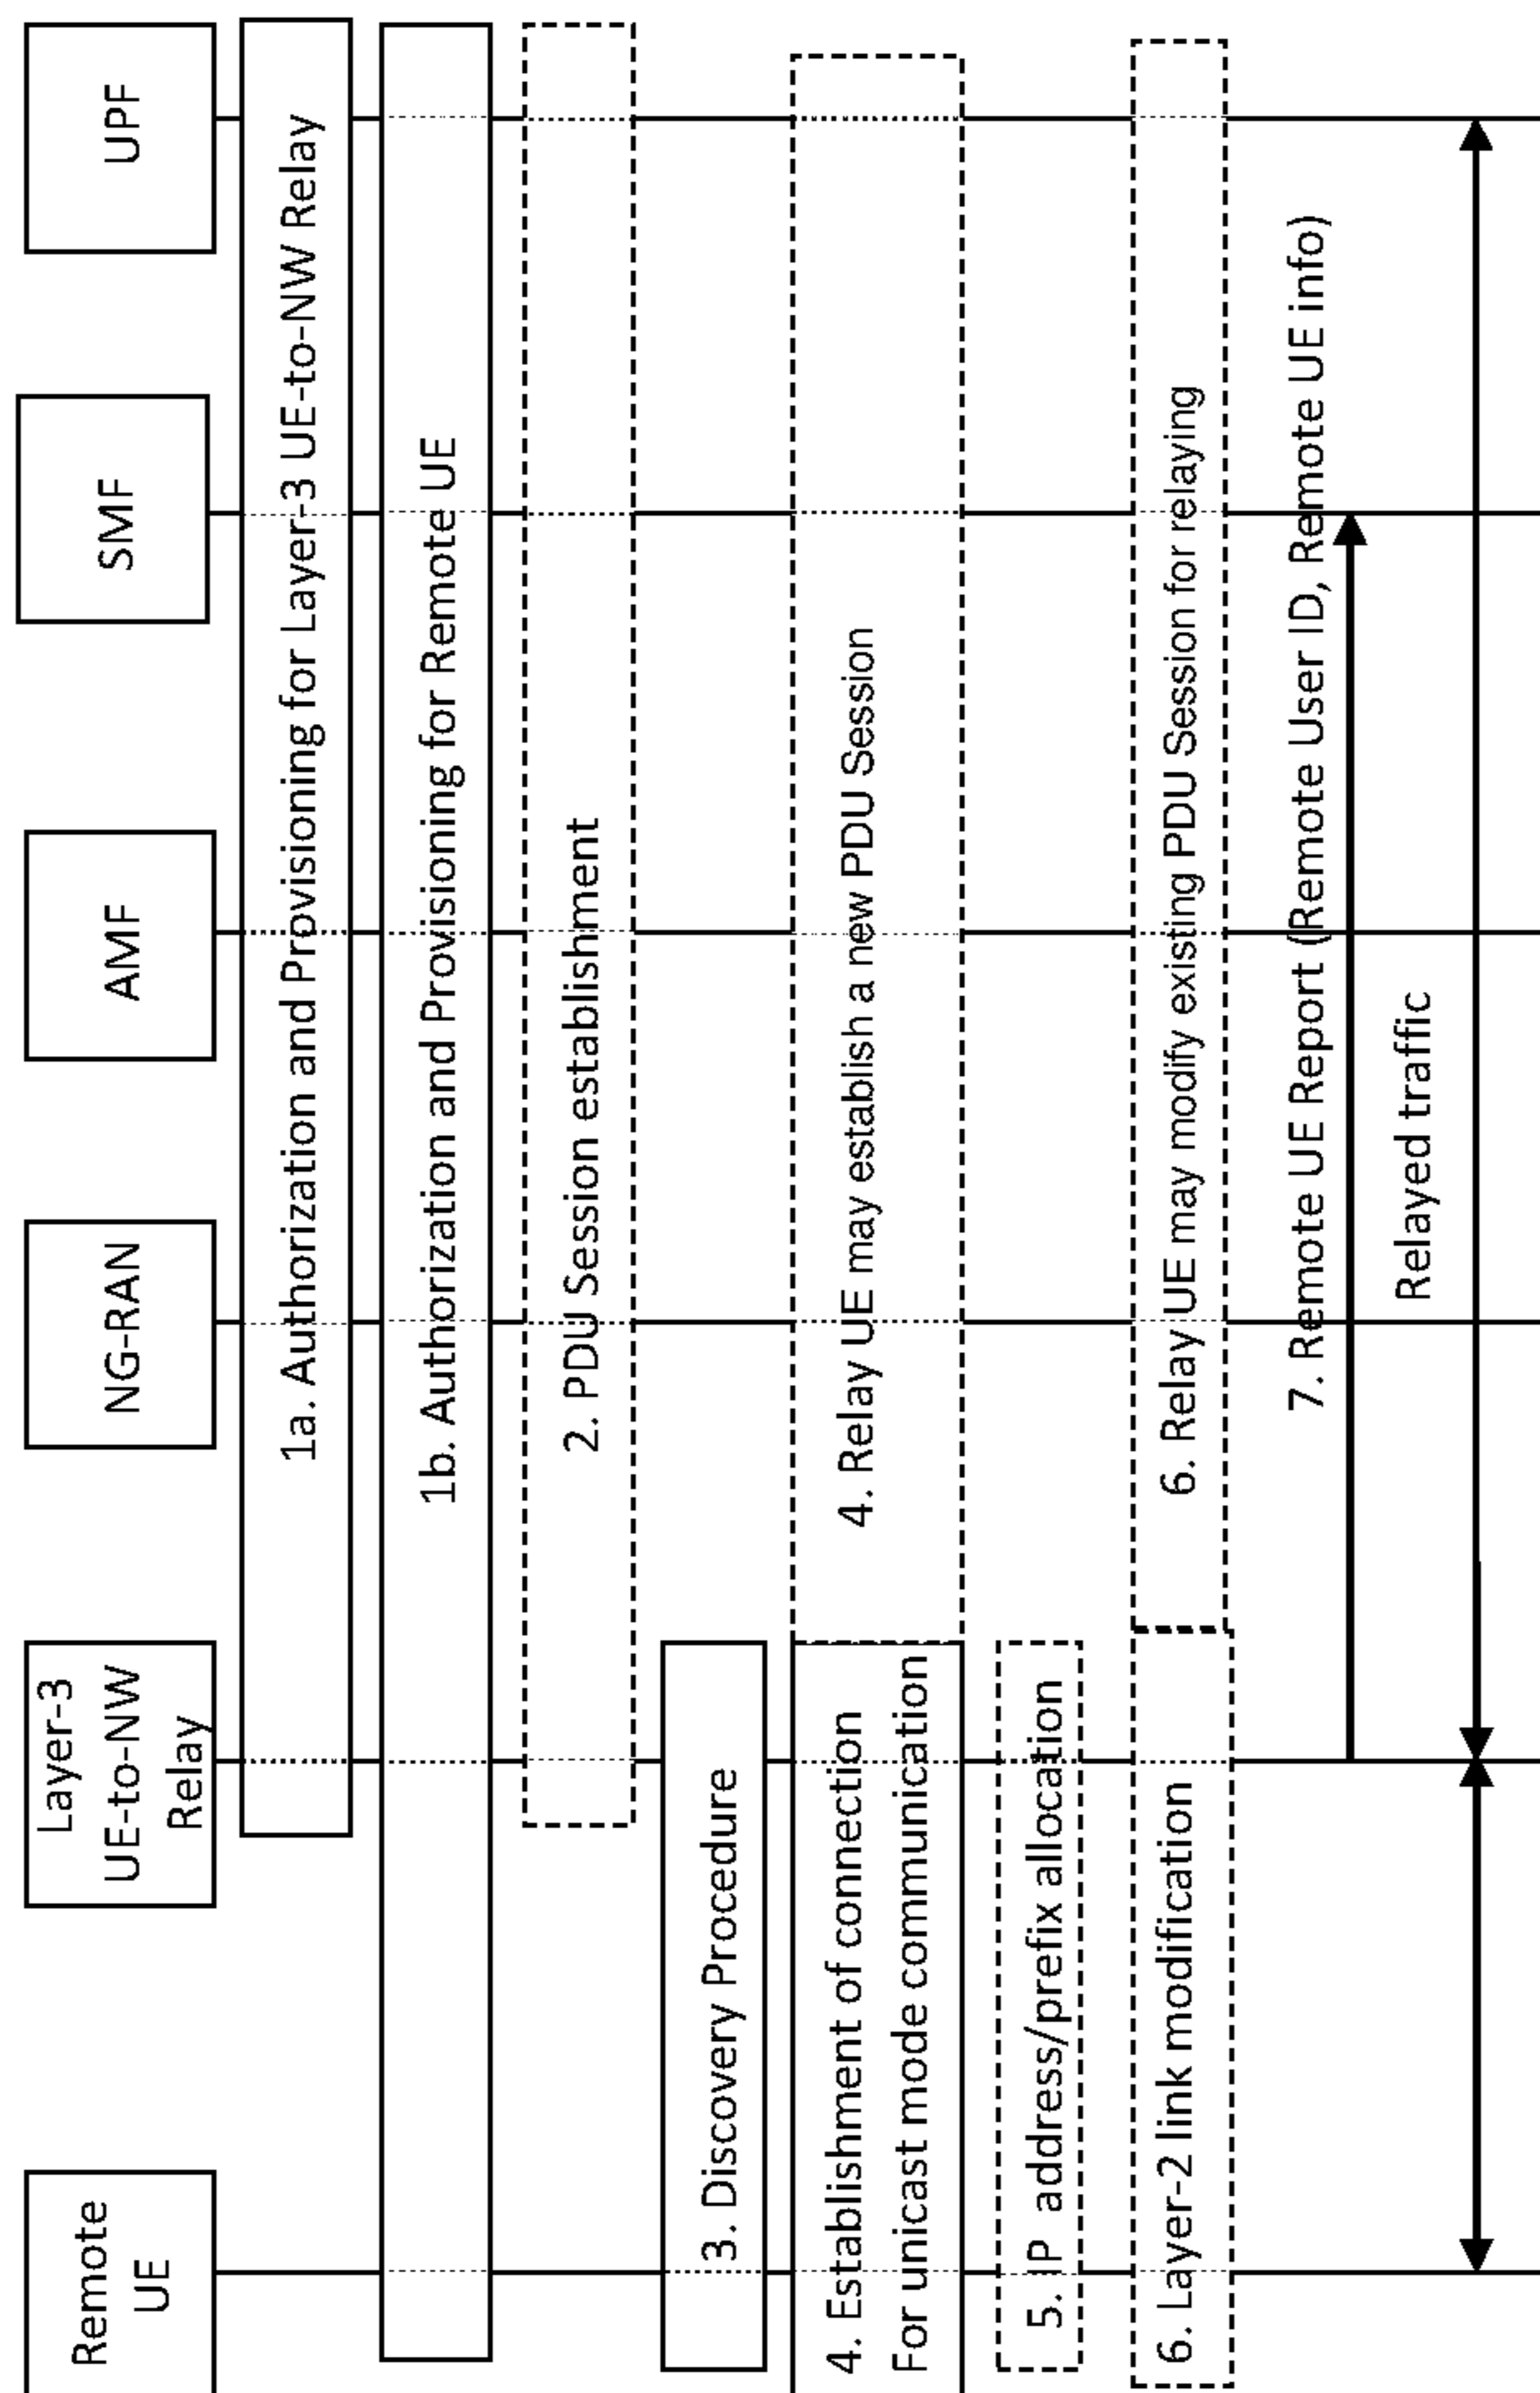 Remote
UE
Layer-3
UE-to-NW
Relay
NG-RAN
AMF
SMF
UPF
1a. Authorization and Provisioning for Layer-3 UE-to-NW Relay
1b. Authorization and Provisioning for Remote UE
2. PDU Session establishment
3. Discovery Procedure
4. Establishment of connection
For unicast mode communication
4. Relay UE may establish a new PDU Session
5. IP address/prefix allocation
6. Layer-2 link modification
6. Relay UE may modify existing PDU Session for relaying
7. Remote UE Report (Remote User ID, Remote UE info)
Relayed traffic